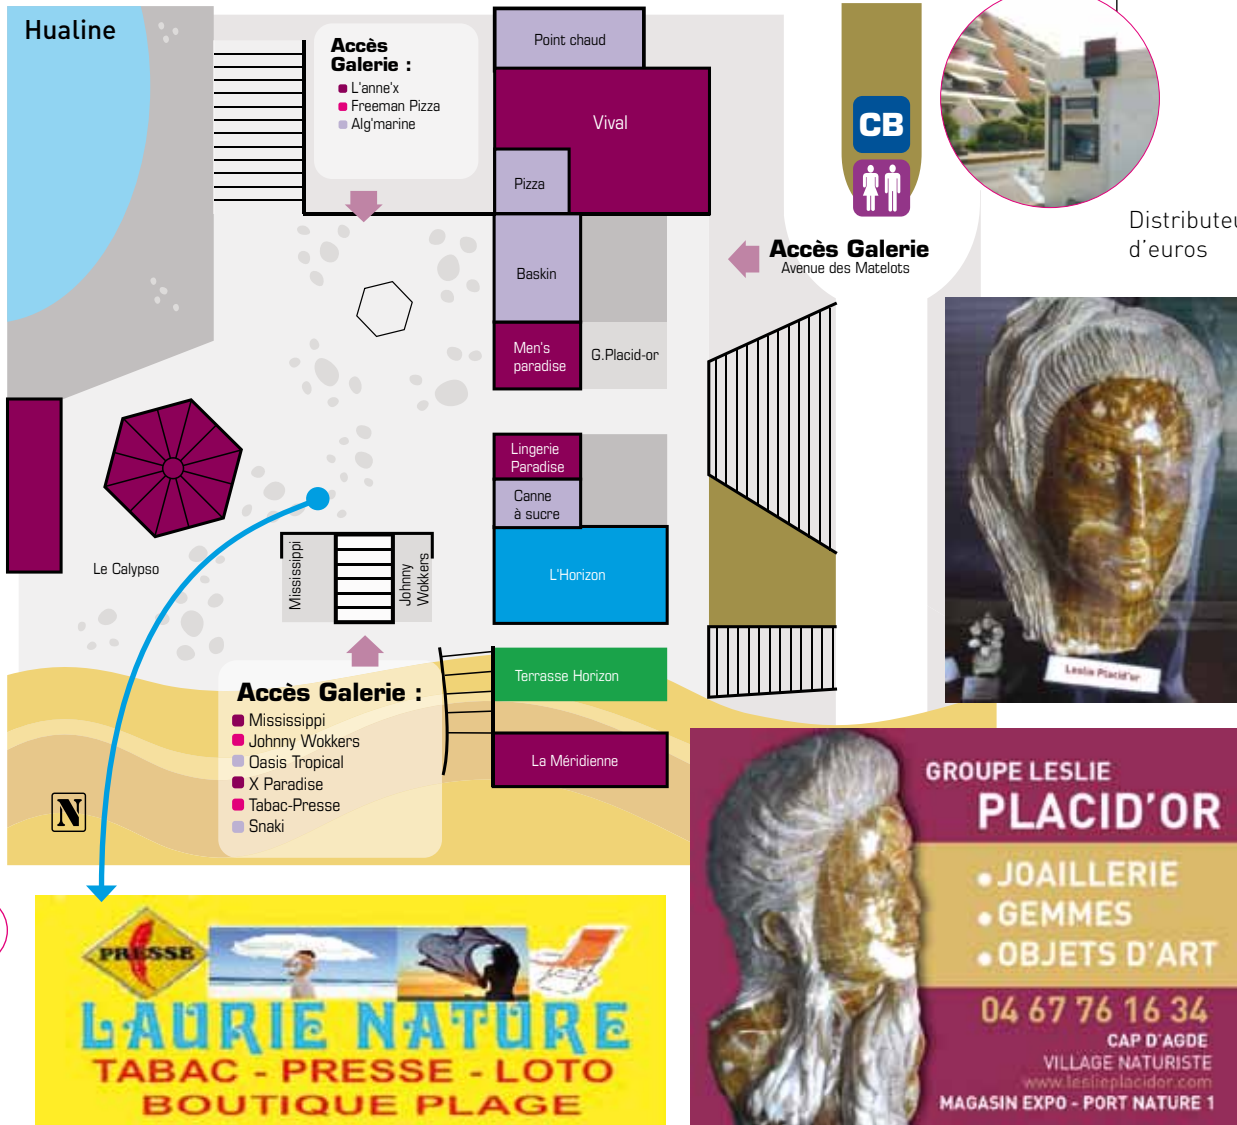 Hualine
Accès
Galerie :
L'anne'x
Freeman Pizza
Alg'marine
Point chaud
Vival
Pizza
Baskin
Men's
paradise
G.Placid-or
CB
Accès Galerie
Avenue des Matelots
Distributeu
d'euros
Lingerie
Paradise
Canne
à sucre
L'Horizon
Le Calypso
Mississippi
Johnny
Wokkers
Terrasse Horizon
La Méridienne
Accès Galerie :
Mississippi
Johnny Wokkers
Oasis Tropical
X Paradise
Tabac-Presse
Snaki
N
Leslie Placid'or
PRESSE
LAURIE NATURE
TABAC - PRESSE - LOTO
BOUTIQUE PLAGE
GROUPE LESLIE
PLACID'OR
• JOAILLERIE
• GEMMES
• OBJETS D'ART
04 67 76 16 34
CAP D'AGDE
VILLAGE NATURISTE
www.leslieplacidor.com
MAGASIN EXPO - PORT NATURE 1